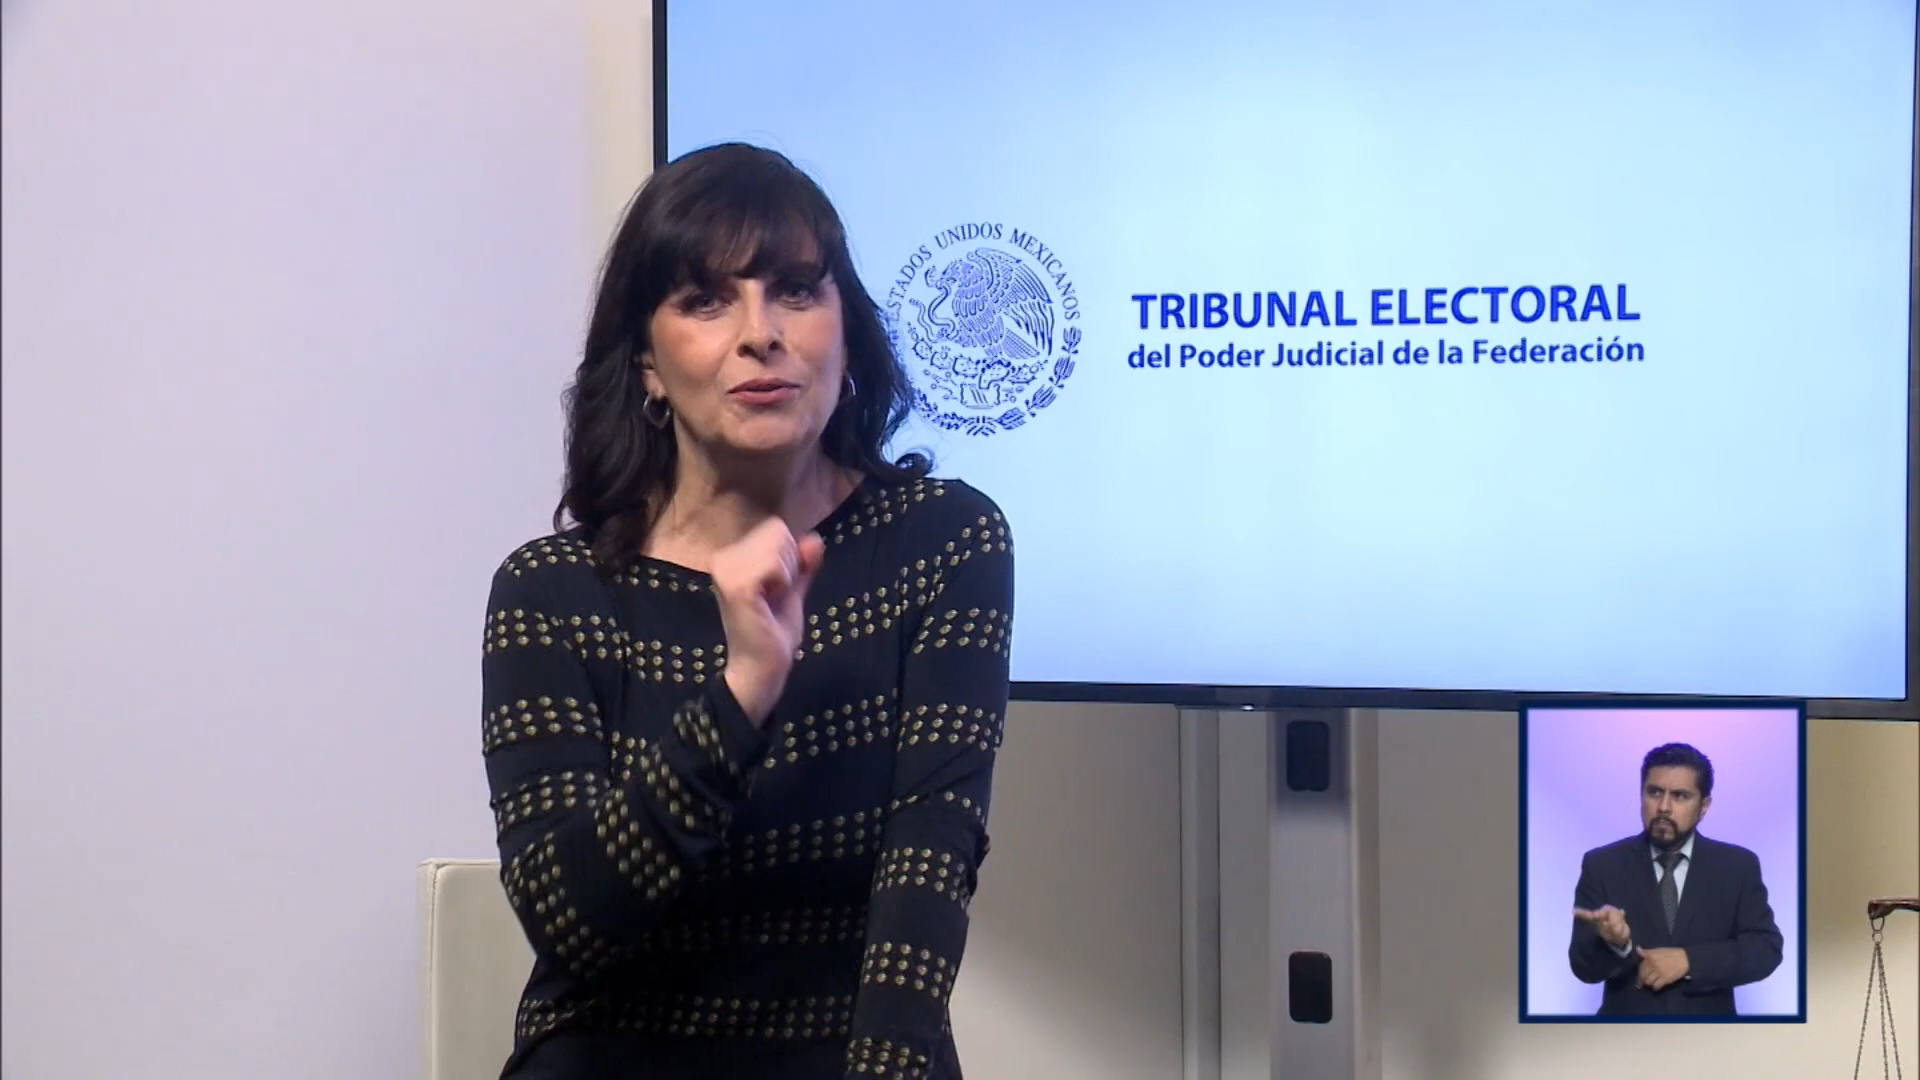 ESTADOS UNIDOS MEXICANOS
TRIBUNAL ELECTORAL
del Poder Judicial de la Federación